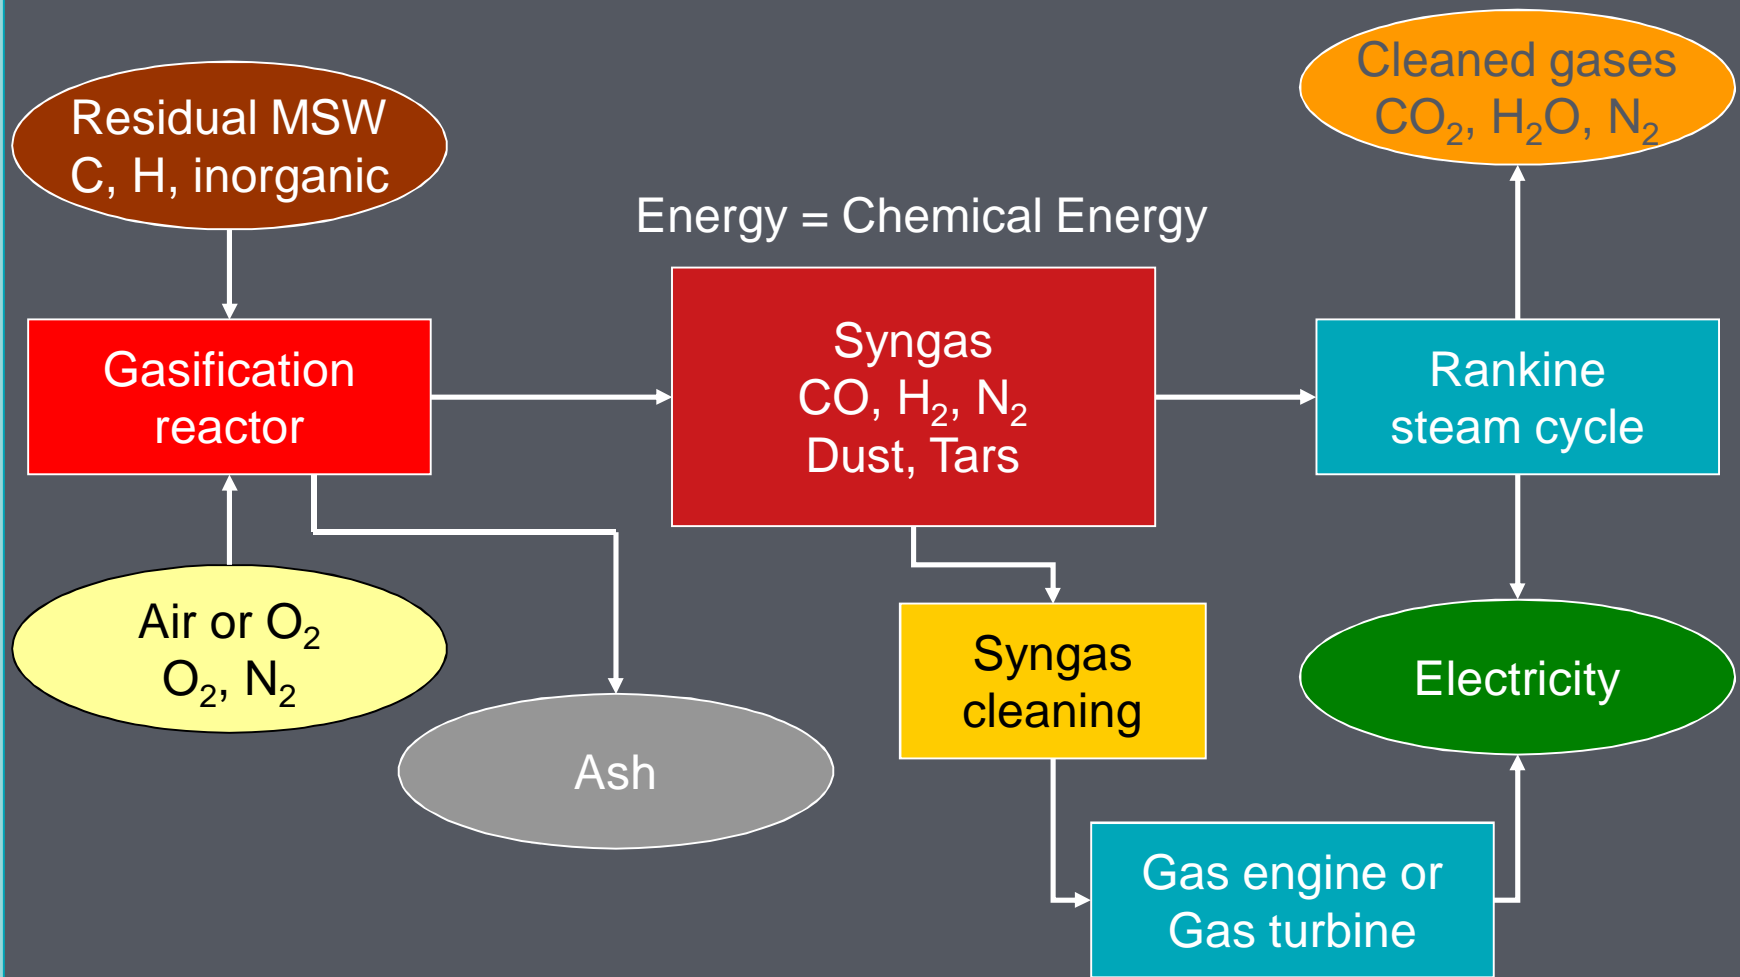 Residual MSW
C, H, inorganic
Cleaned gases
CO₂, H₂O, N₂
Energy = Chemical Energy
Gasification
reactor
Syngas
CO, H₂, N₂
Dust, Tars
Rankine
steam cycle
Air or O₂
O₂, N₂
Syngas
cleaning
Electricity
Ash
Gas engine or
Gas turbine